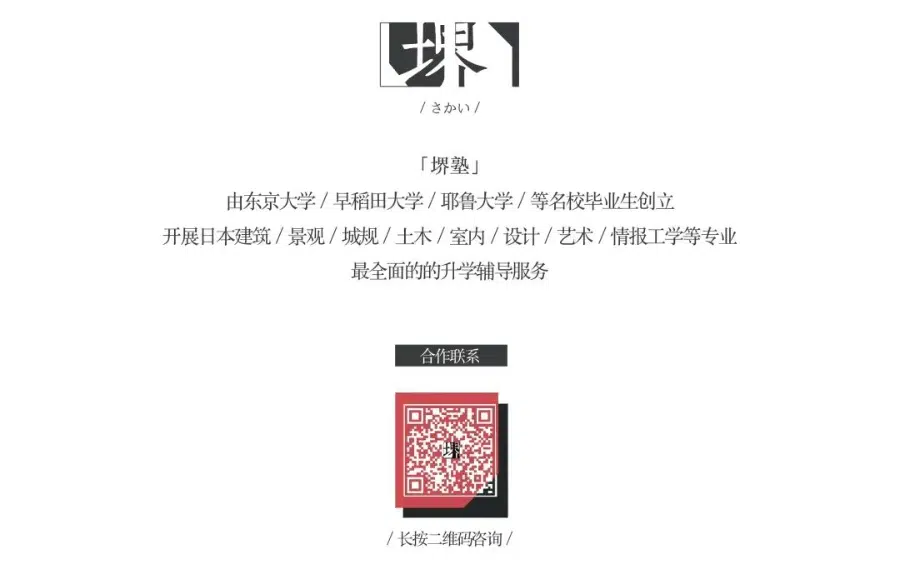 堺
/ さかい /
「堺塾」
由东京大学 / 早稻田大学 / 耶鲁大学 / 等名校毕业生创立
开展日本建筑 / 景观 / 城规 / 土木 / 室内 / 设计 / 艺术 / 情报工学等专业
最全面的的升学辅导服务
合作联系
堺
/ 长按二维码咨询 /